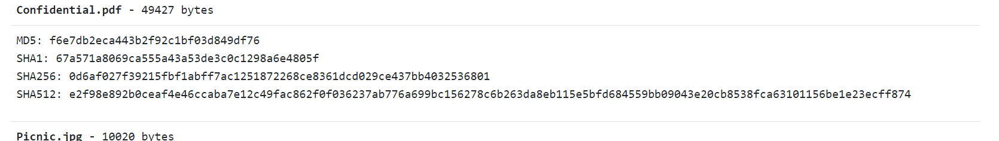 Confidential.pdf - 49427 bytes
MD5: f6e7db2eca443b2f92c1bf03d849df76
SHA1: 67a571a8069ca555a43a53de3c0c1298a6e4805f
SHA256: 0d6af027f39215fbf1abff7ac1251872268ce8361dcd029ce437bb4032536801
SHA512: e2f98e892b0ceaf4e46ccaba7e12c49fac862f0f036237ab776a699bc156278c6b263da8eb115e5bfd684559bb09043e20cb8538fca63101156be1e23ecff874
Picnic.jpg - 10020 bytes